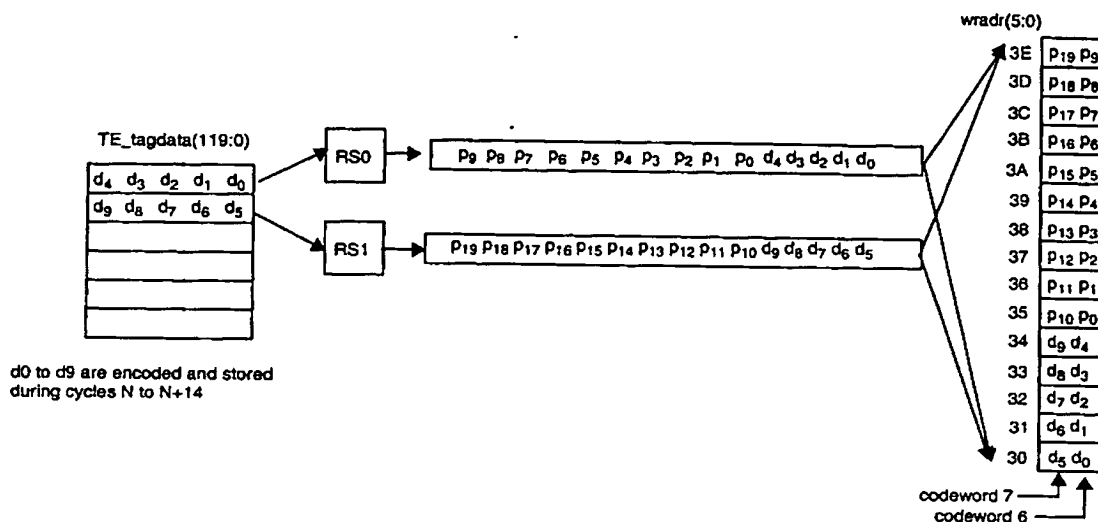 wradr(5:0)
3E p19 p9
3D p18 p8
3C p17 p7
3B p16 p6
3A p15 p5
39 p14 p4
38 p13 p3
37 p12 p2
36 p11 p1
35 p10 p0
34 d9 d4
33 d8 d3
32 d7 d2
31 d6 d1
30 d5 d0
codeword 7
codeword 6
TE_tagdata(119:0)
d4 d3 d2 d1 d0
d9 d8 d7 d6 d5
RS0
RS1
p9 p8 p7 p6 p5 p4 p3 p2 p1 p0 d4 d3 d2 d1 d0
p19 p18 p17 p16 p15 p14 p13 p12 p11 p10 d9 d8 d7 d6 d5
d0 to d9 are encoded and stored
during cycles N to N+14